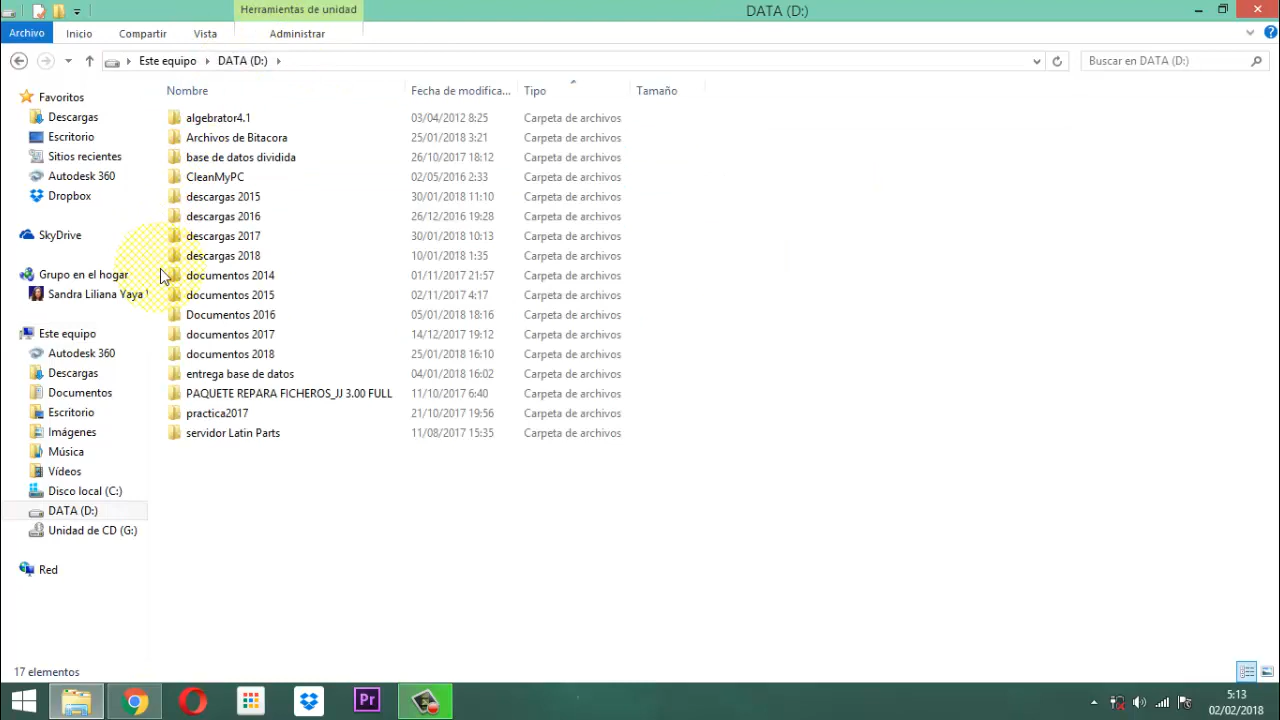 Herramientas de unidad
DATA (D:)
Archivo Inicio Compartir Vista Administrar
Este equipo DATA (D:) Buscar en DATA (D:)
Nombre Fecha de modifica... Tipo Tamaño
Favoritos
Descargas
Escritorio
Sitios recientes
Autodesk 360
Dropbox
SkyDrive
Grupo en el hogar
Sandra Liliana Yaya
Este equipo
Autodesk 360
Descargas
Documentos
Escritorio
Imágenes
Música
Vídeos
Disco local (C:)
DATA (D:)
Unidad de CD (G:)
Red
algebrator4.1 03/04/2012 8:25 Carpeta de archivos
Archivos de Bitacora 25/01/2018 3:21 Carpeta de archivos
base de datos dividida 26/10/2017 18:12 Carpeta de archivos
CleanMyPC 02/05/2016 2:33 Carpeta de archivos
descargas 2015 30/01/2018 11:10 Carpeta de archivos
descargas 2016 26/12/2016 19:28 Carpeta de archivos
descargas 2017 30/01/2018 10:13 Carpeta de archivos
descargas 2018 10/01/2018 1:35 Carpeta de archivos
documentos 2014 01/11/2017 21:57 Carpeta de archivos
documentos 2015 02/11/2017 4:17 Carpeta de archivos
Documentos 2016 05/01/2018 18:16 Carpeta de archivos
documentos 2017 14/12/2017 19:12 Carpeta de archivos
documentos 2018 25/01/2018 16:10 Carpeta de archivos
entrega base de datos 04/01/2018 16:02 Carpeta de archivos
PAQUETE REPARA FICHEROS_JJ 3.00 FULL 11/10/2017 6:40 Carpeta de archivos
practica2017 21/10/2017 19:56 Carpeta de archivos
servidor Latin Parts 11/08/2017 15:35 Carpeta de archivos
17 elementos
Pr
5:13
02/02/2018